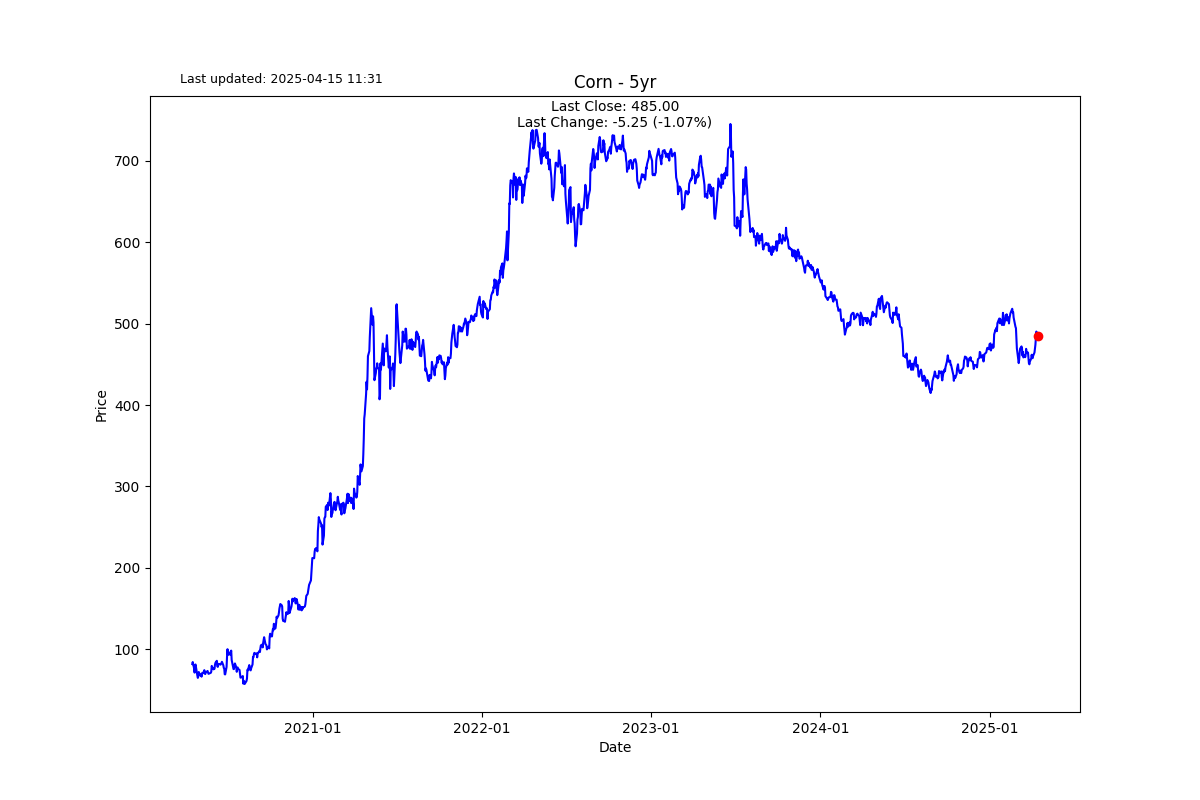 Last updated: 2025-04-15 11:31
Corn - 5yr
Last Close: 485.00
Last Change: -5.25 (-1.07%)
700
600
500
400
300
200
100
Price
2021-01
2022-01
2023-01
2024-01
2025-01
Date